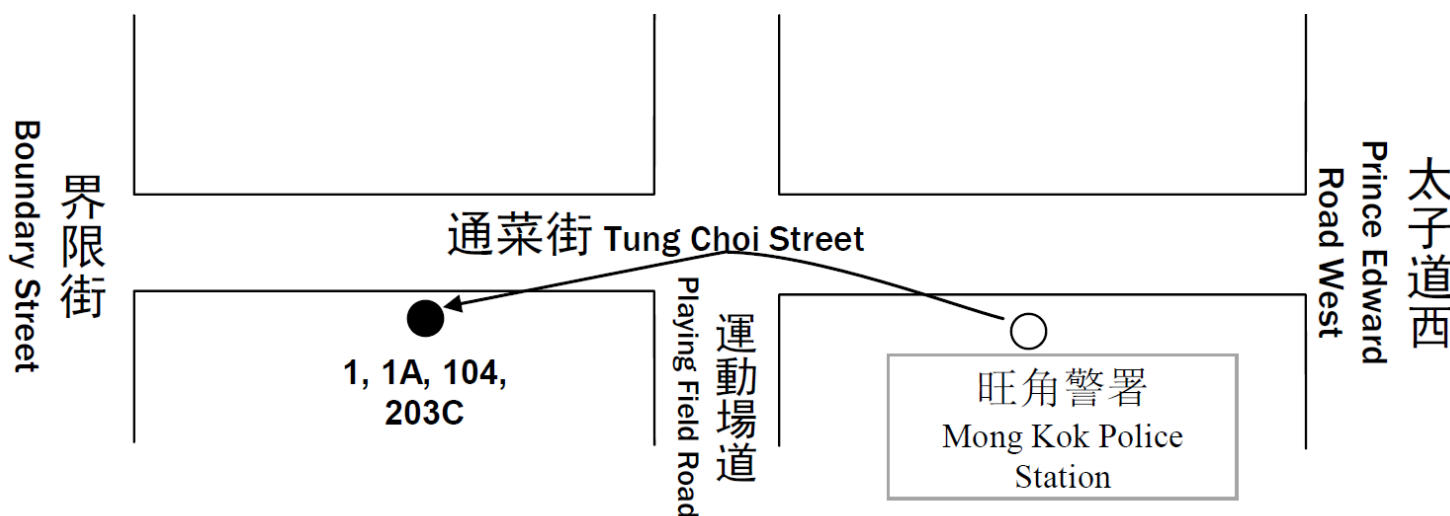 界限街
Boundary Street
通菜街 Tung Choi Street
1, 1A, 104,
203C
運動場道
Playing Field Road
旺角警署
Mong Kok Police
Station
太子道西
Prince Edward
Road West